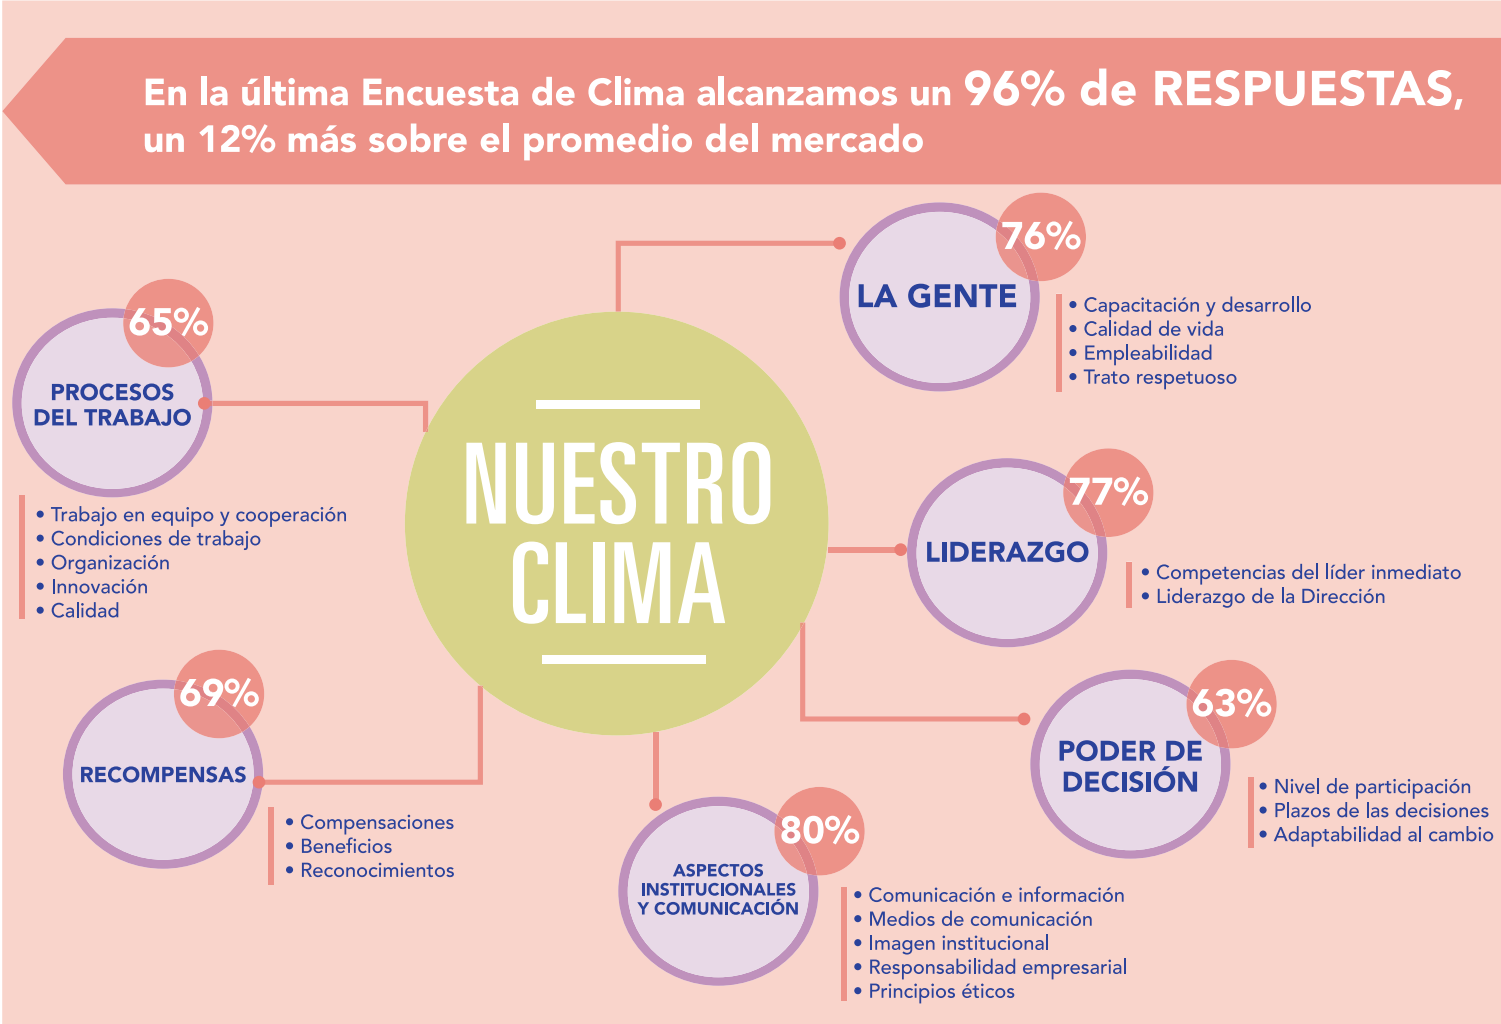 En la última Encuesta de Clima alcanzamos un 96% de RESPUESTAS,
un 12% más sobre el promedio del mercado
NUESTRO
CLIMA
76%
LA GENTE
• Capacitación y desarrollo
• Calidad de vida
• Empleabilidad
• Trato respetuoso
77%
LIDERAZGO
• Competencias del líder inmediato
• Liderazgo de la Dirección
63%
PODER DE
DECISIÓN
• Nivel de participación
• Plazos de las decisiones
• Adaptabilidad al cambio
80%
ASPECTOS
INSTITUCIONALES
Y COMUNICACIÓN
• Comunicación e información
• Medios de comunicación
• Imagen institucional
• Responsabilidad empresarial
• Principios éticos
69%
RECOMPENSAS
• Compensaciones
• Beneficios
• Reconocimientos
65%
PROCESOS
DEL TRABAJO
• Trabajo en equipo y cooperación
• Condiciones de trabajo
• Organización
• Innovación
• Calidad